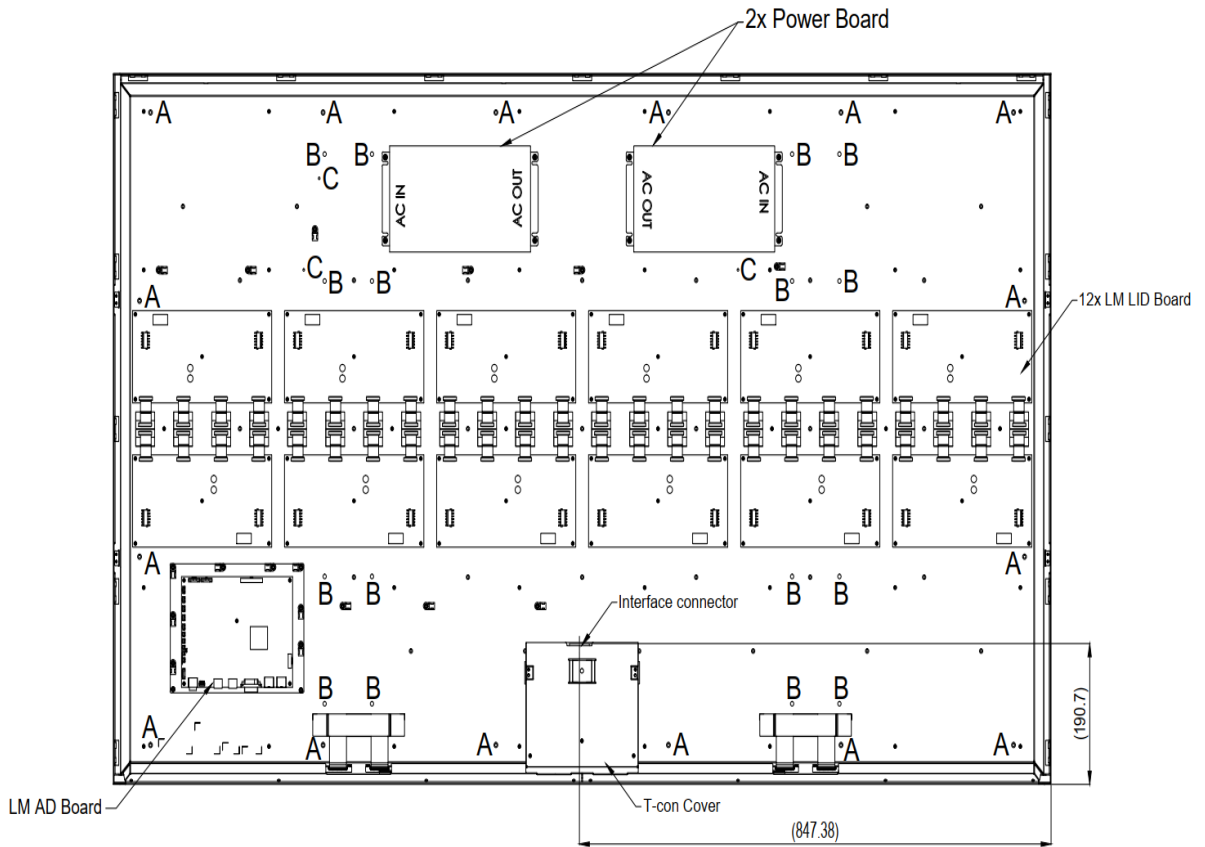 2x Power Board
A A A A A A
B B B B
C
AC IN
AC OUT
AC OUT
AC IN
C B B C B B
A A
12x LM LID Board
A A
B B B B
Interface connector
B B B B
A A A A A A
(190.7)
LM AD Board
T-con Cover
(847.38)